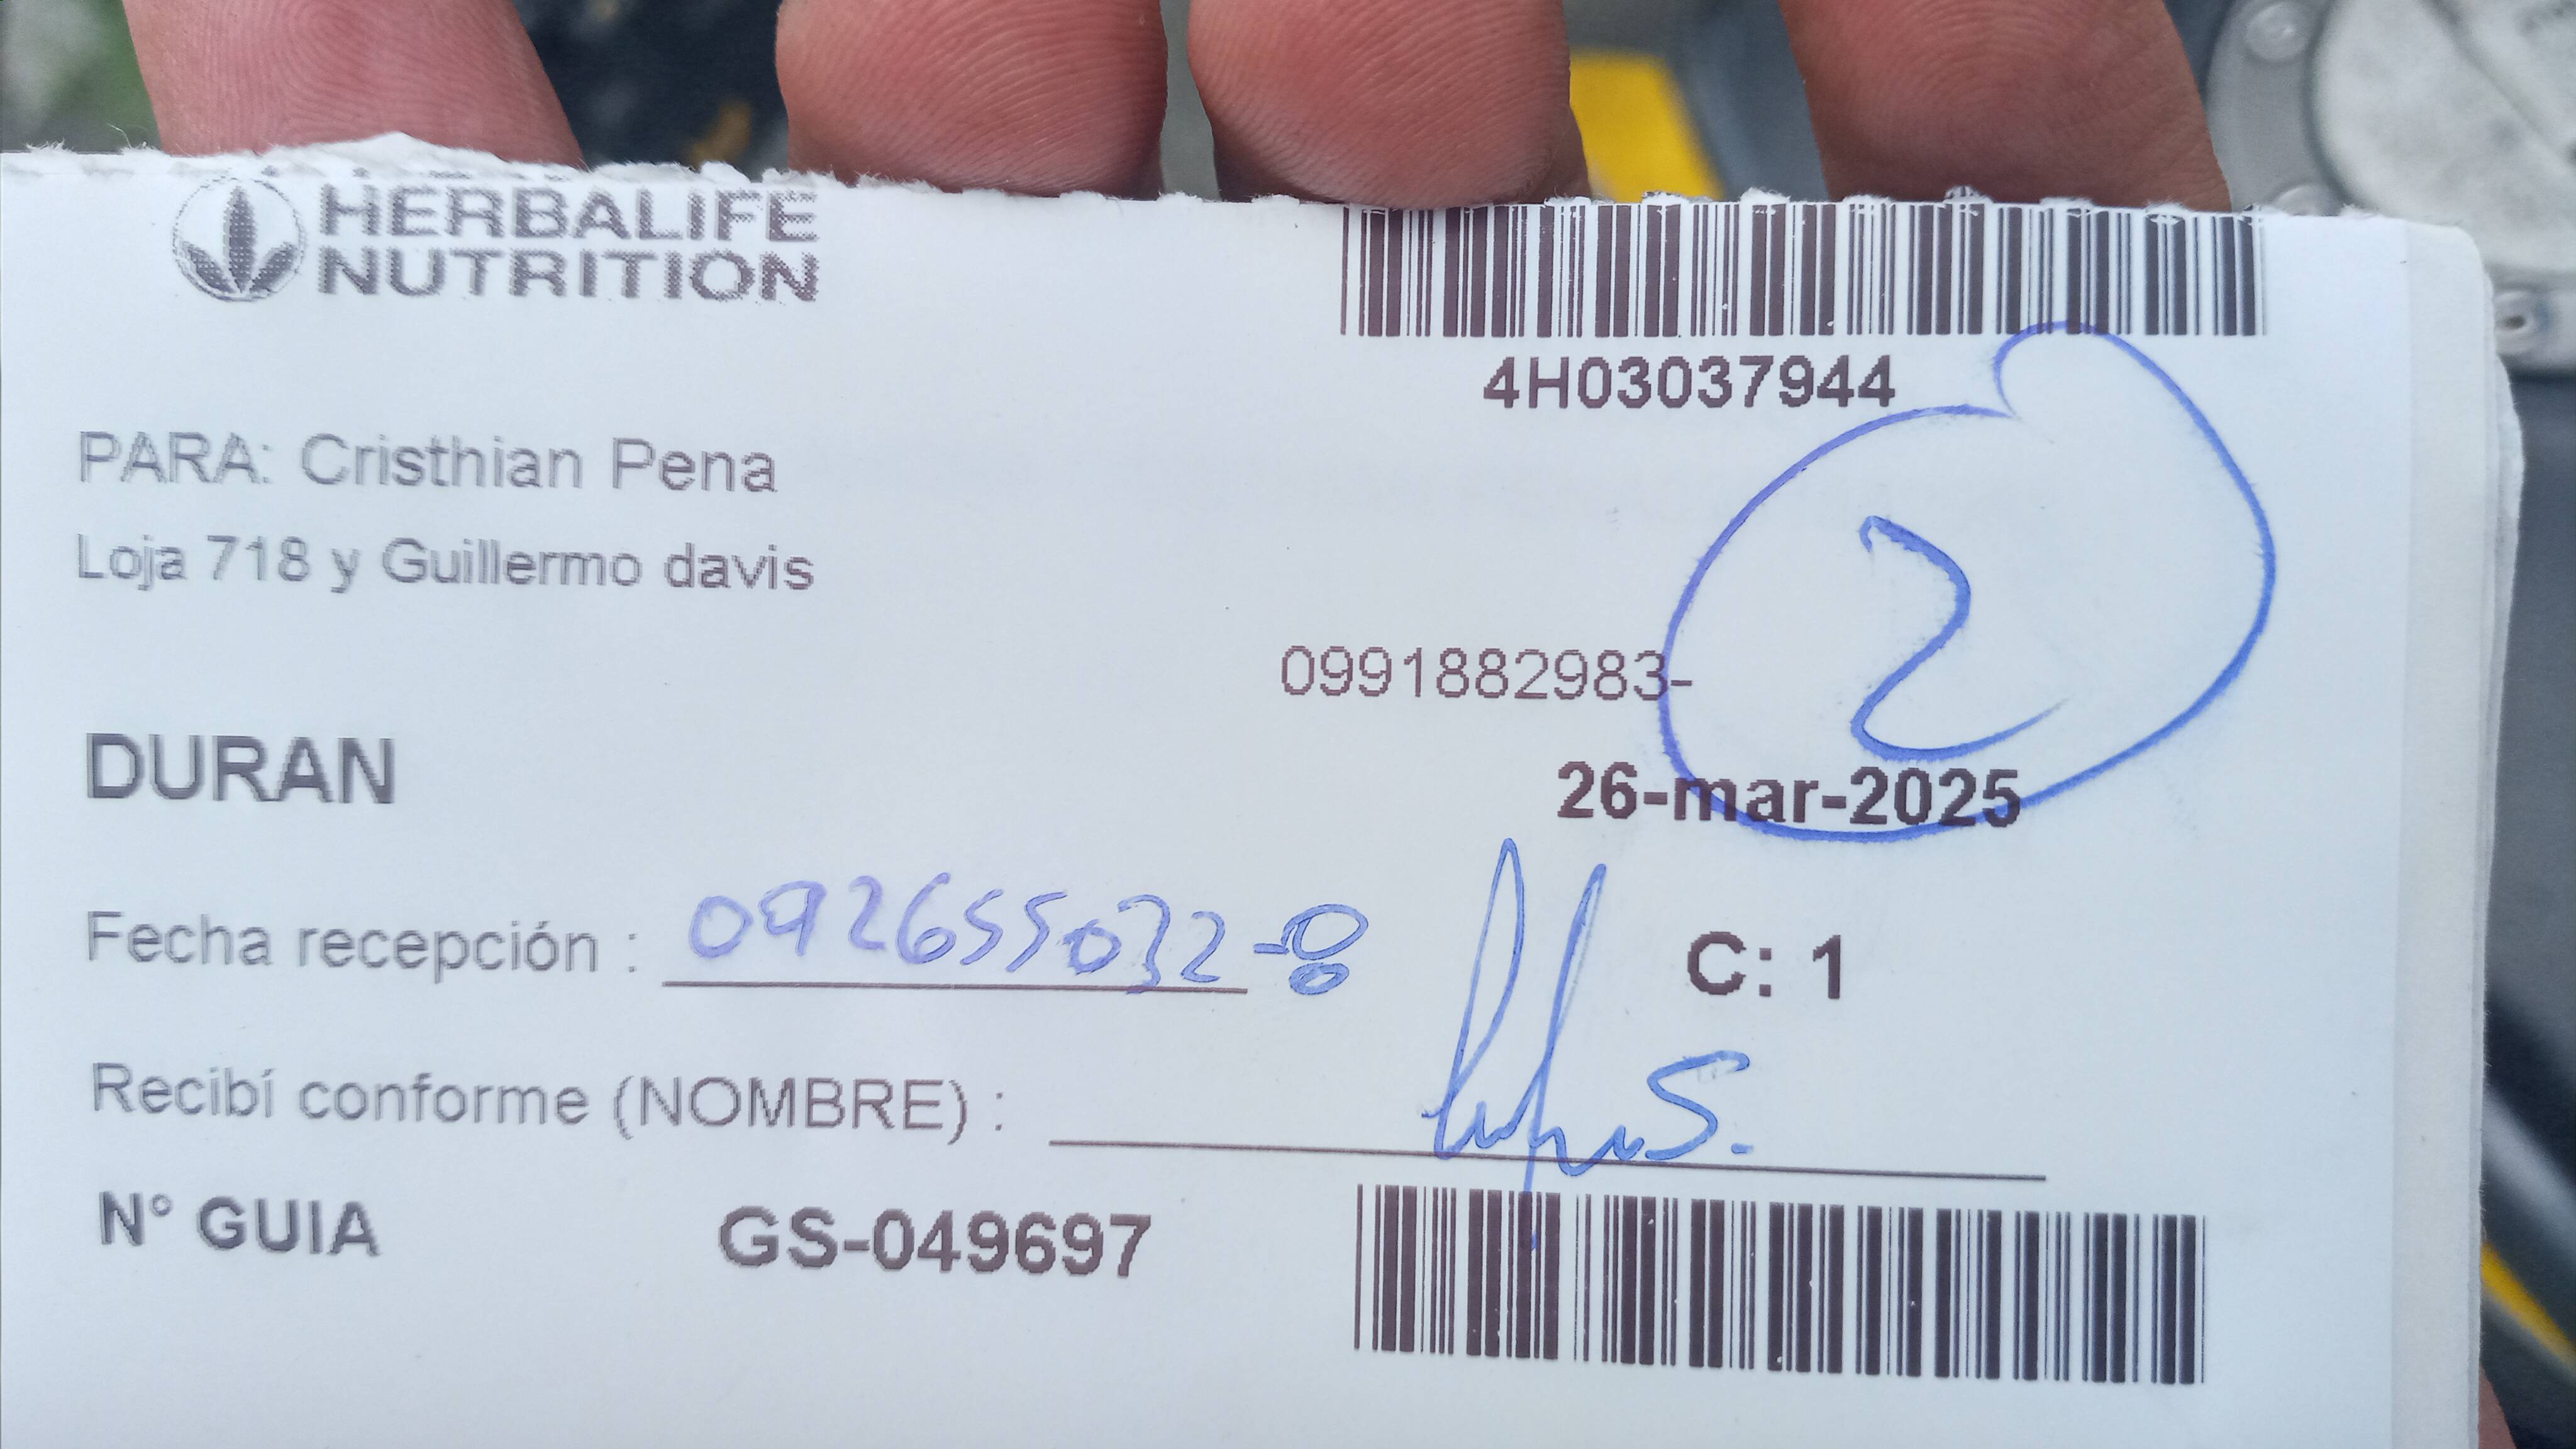 HERBALIFE
NUTRITION
4H03037944
PARA: Cristhian Pena
Loja 718 y Guillermo davis
2
0991882983-
DURAN
26-mar-2025
Fecha recepción : 092655032-8
C: 1
Recibí conforme (NOMBRE) :
N° GUIA GS-049697